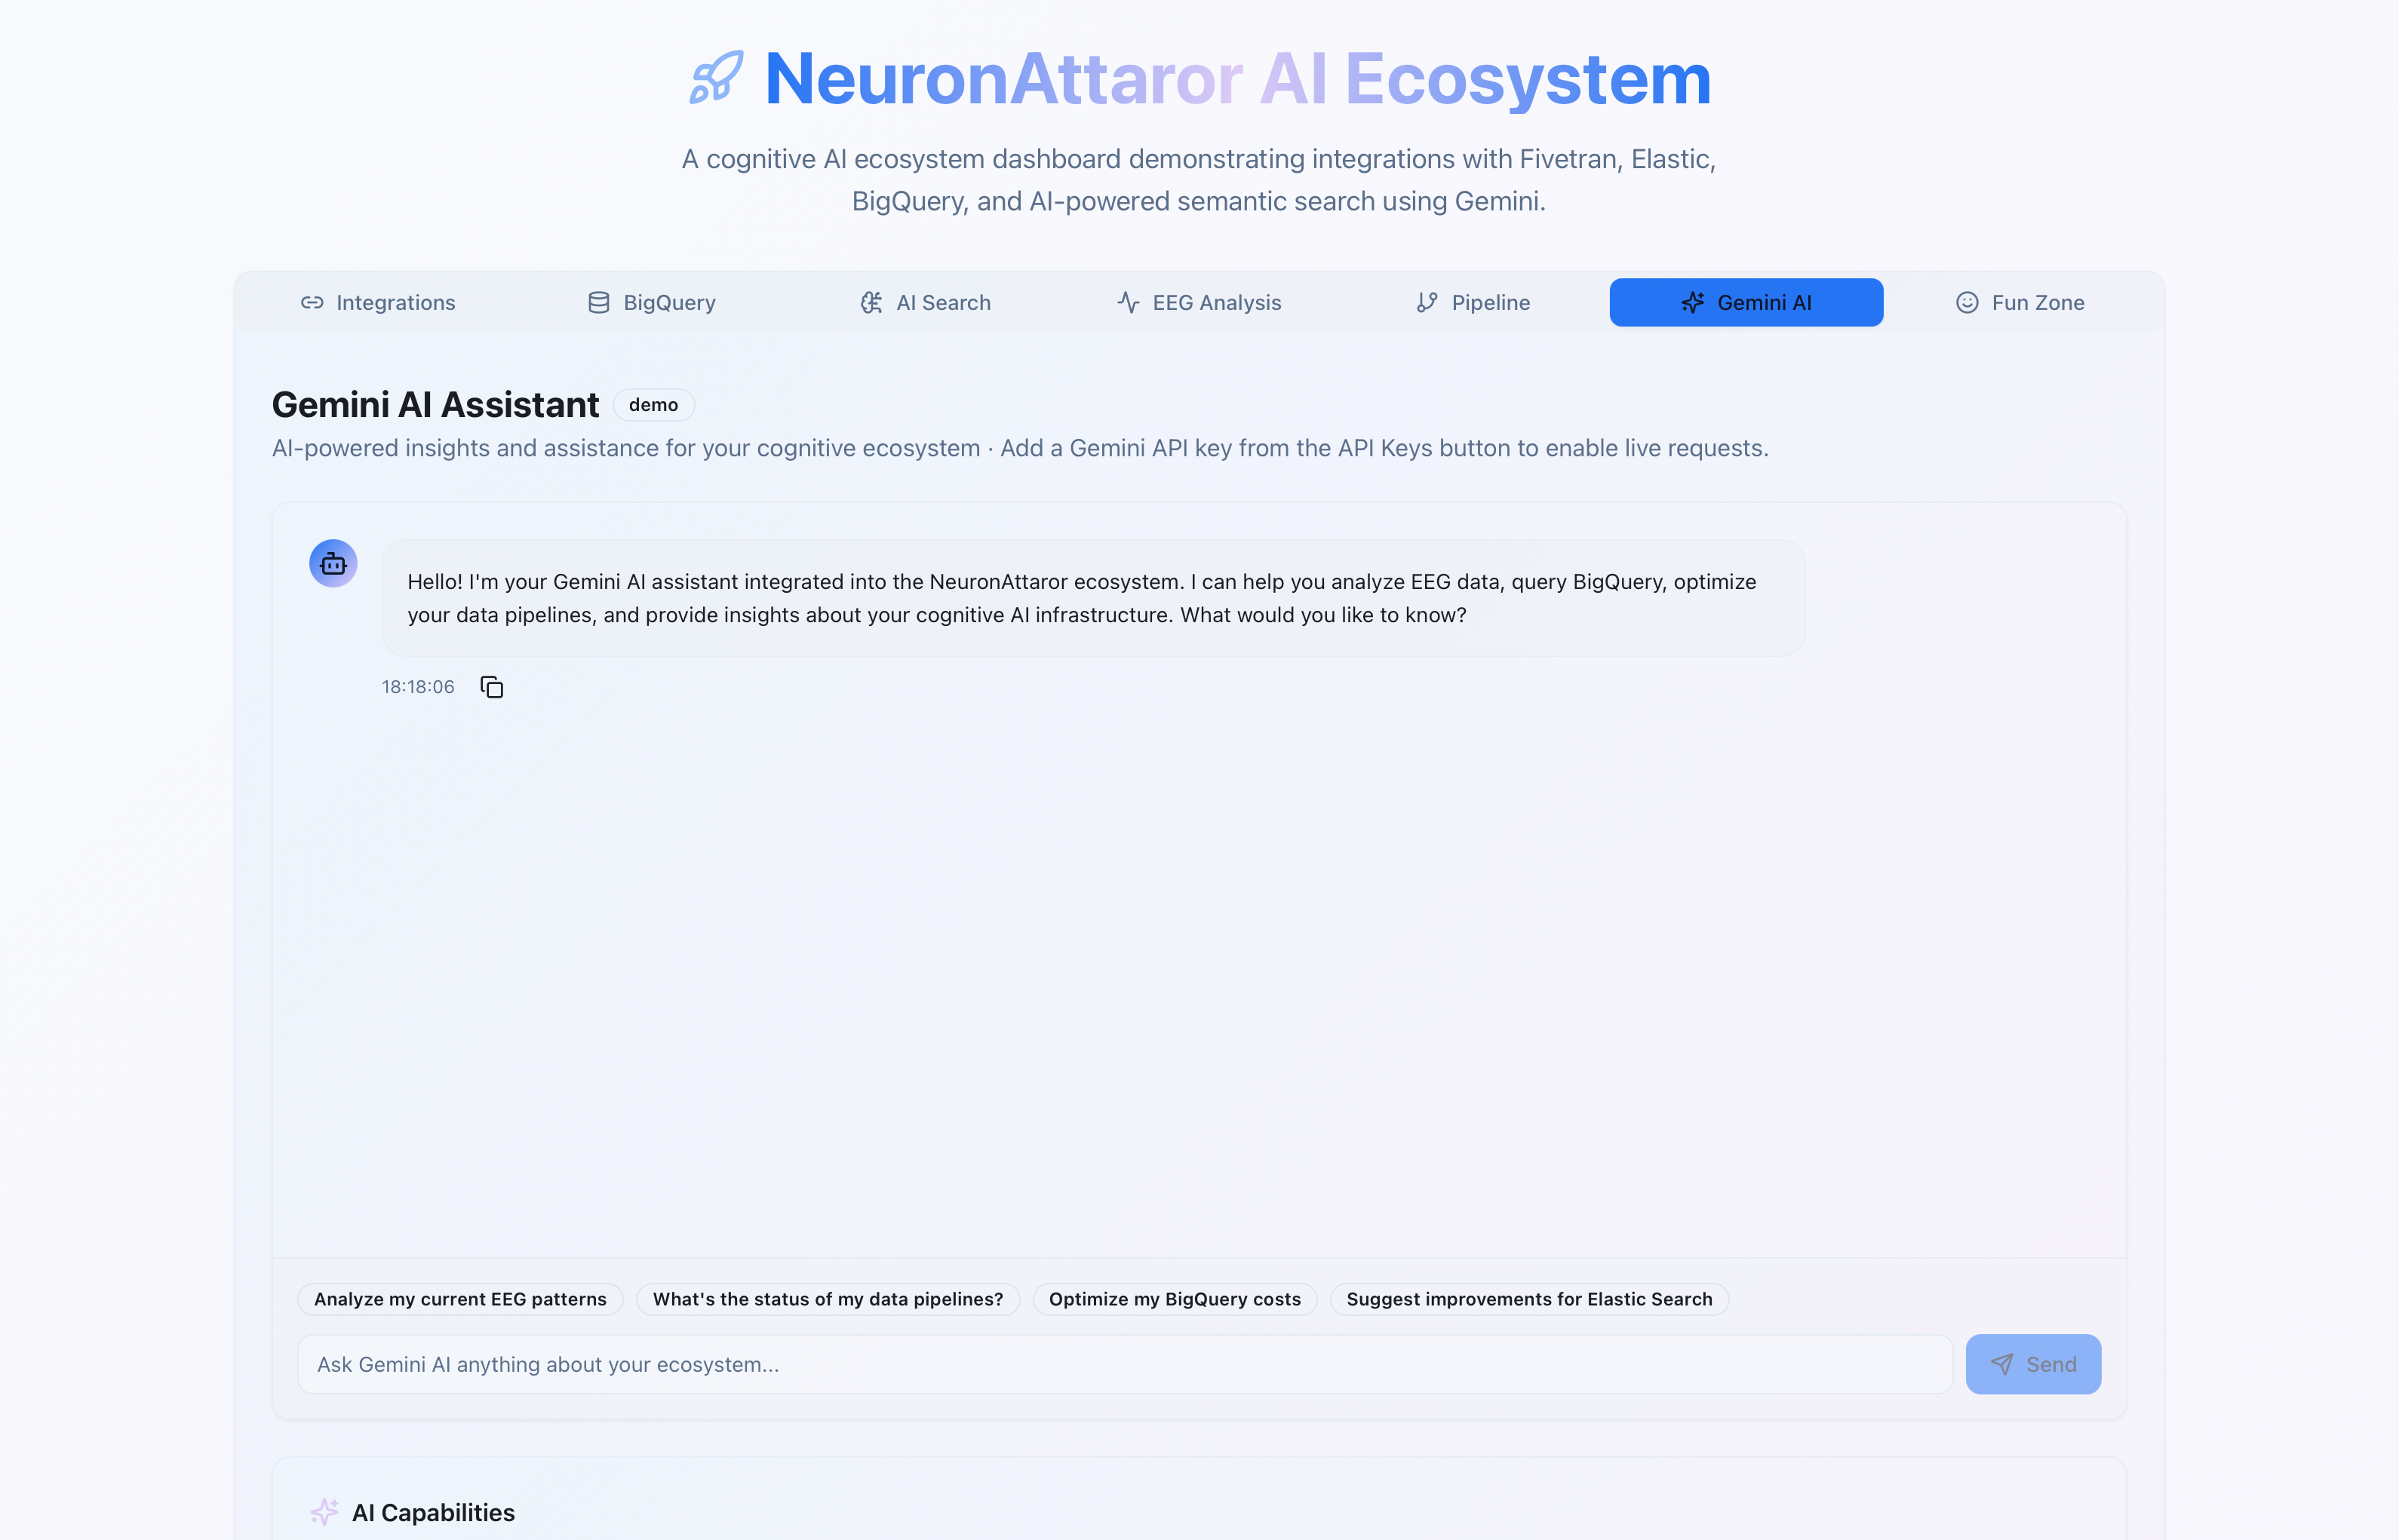 NeuronAttaror AI Ecosystem
A cognitive AI ecosystem dashboard demonstrating integrations with Fivetran, Elastic,
BigQuery, and AI-powered semantic search using Gemini.
Integrations
BigQuery
AI Search
EEG Analysis
Pipeline
Gemini AI
Fun Zone
Gemini AI Assistant
demo
AI-powered insights and assistance for your cognitive ecosystem · Add a Gemini API key from the API Keys button to enable live requests.
Hello! I'm your Gemini AI assistant integrated into the NeuronAttaror ecosystem. I can help you analyze EEG data, query BigQuery, optimize
your data pipelines, and provide insights about your cognitive AI infrastructure. What would you like to know?
18:18:06
Analyze my current EEG patterns
What's the status of my data pipelines?
Optimize my BigQuery costs
Suggest improvements for Elastic Search
Ask Gemini AI anything about your ecosystem...
Send
AI Capabilities